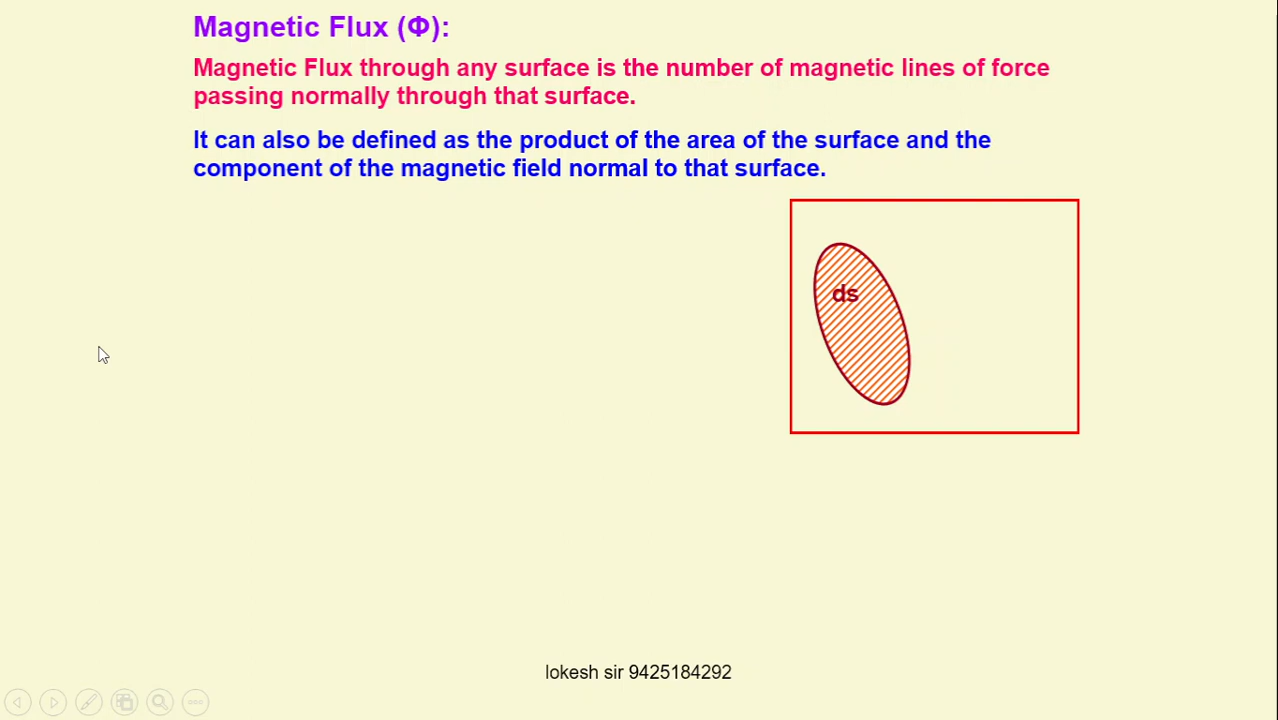 Magnetic Flux (Φ):
Magnetic Flux through any surface is the number of magnetic lines of force
passing normally through that surface.
It can also be defined as the product of the area of the surface and the
component of the magnetic field normal to that surface.
ds
lokesh sir 9425184292